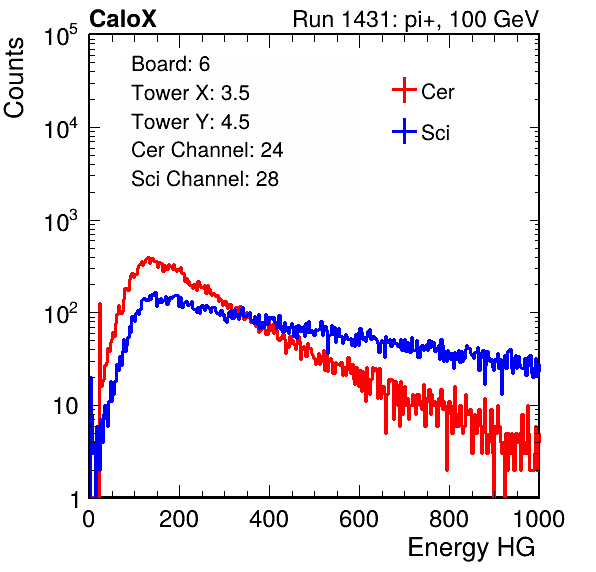 CaloX Run 1431: pi+, 100 GeV
Board: 6
Tower X: 3.5
Tower Y: 4.5
Cer Channel: 24
Sci Channel: 28
Cer
Sci
Counts
10^5
10^4
10^3
10^2
10
1
0 200 400 600 800 1000
Energy HG